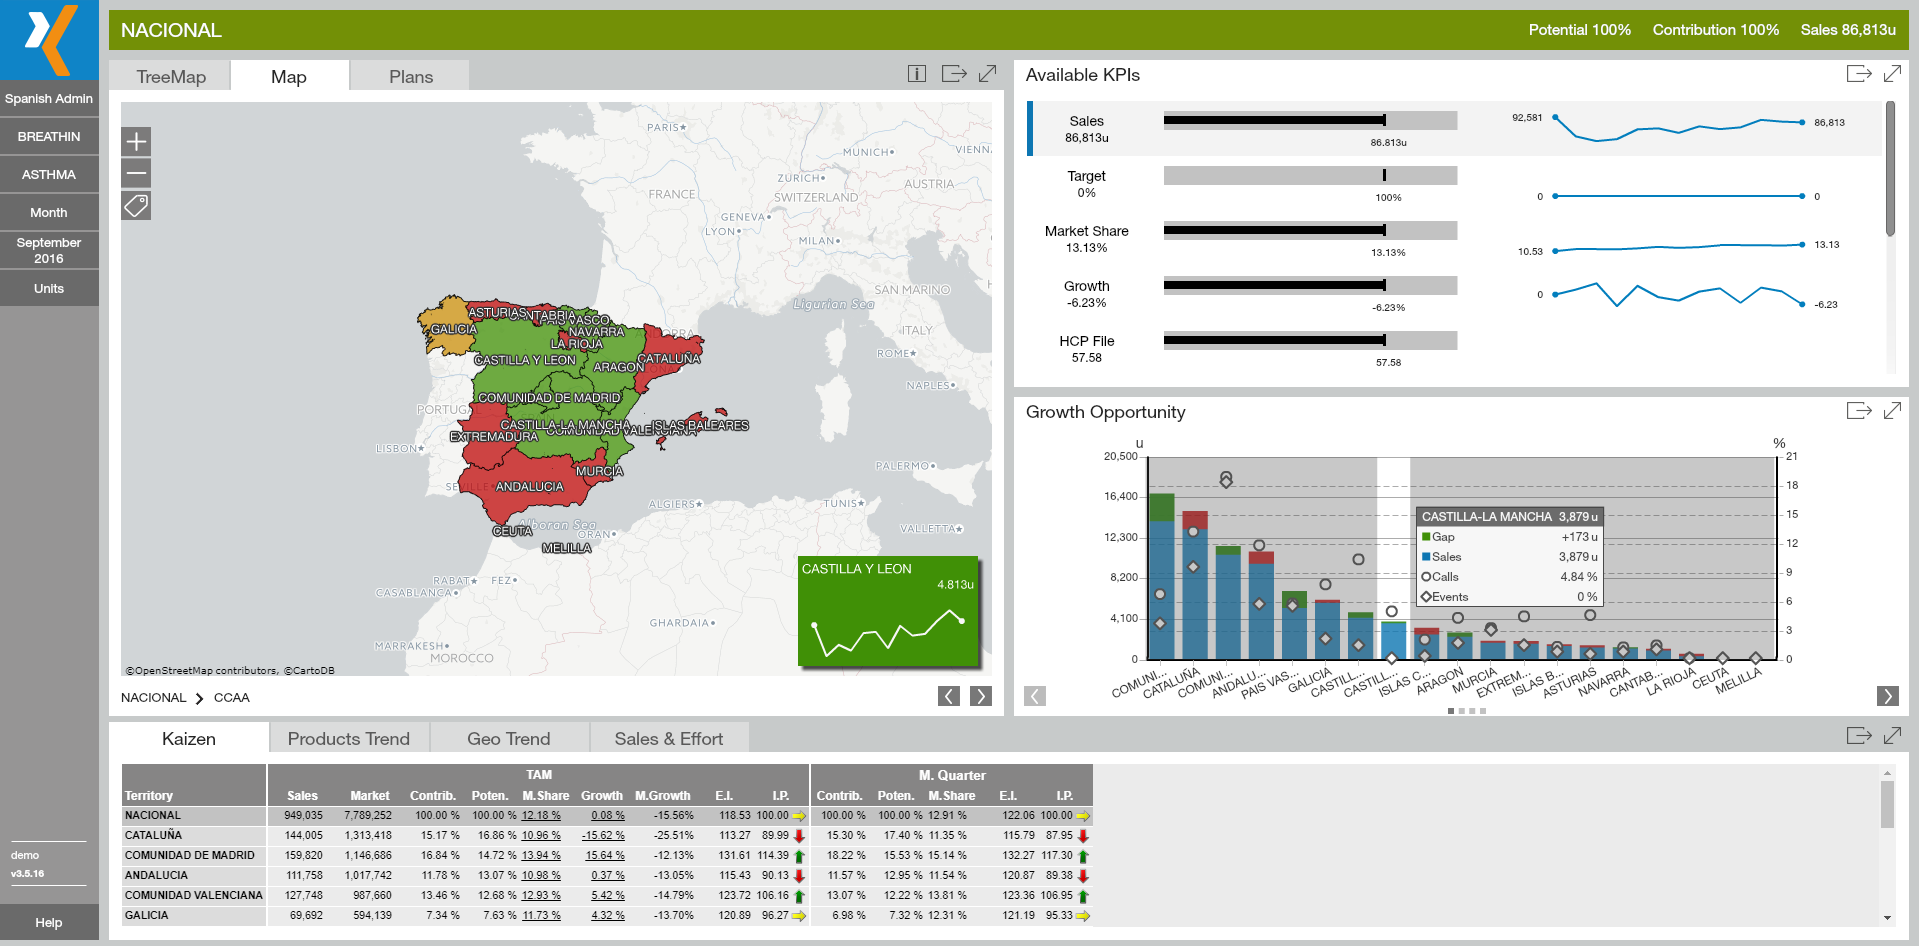 NACIONAL
Potential 100% Contribution 100% Sales 86,813u
Spanish Admin
BREATHIN
ASTHMA
Month
September
2016
Units
demo
v3.5.16
Help
TreeMap Map Plans
PARIS
MUNICH
VIENN
ZURICH
AUSTRIA
FRANCE
SWITZERLAND
GENEVA
LYON
MILAN
SAN MARINO
Ligurian Sea
ITALY
ROME
NAPLES
PORTUGAL
LISBON
SEVILLE
PALERMO
ALGIERS
TUNIS
VALLETTA
Alboran Sea
ORAN
RABAT
FEZ
CASABLANCA
GHARDAIA
MARRAKESH
MOROCCO
ASTURIAS
PAIS VASCO
GALICIA
NAVARRA
LA RIOJA
CASTILLA Y LEON
ARAGON
CATALUÑA
COMUNIDAD DE MADRID
CASTILLA-LA MANCHA
COMUNIDAD VALENCIANA
ISLAS BALEARES
EXTREMADURA
MURCIA
ANDALUCIA
CEUTA
MELILLA
CASTILLA Y LEON
4.813u
©OpenStreetMap contributors, ©CartoDB
NACIONAL CCAA
Available KPIs
Sales
86,813u
86.813u
92,581
86,813
Target
0%
100%
0
0
Market Share
13.13%
13.13%
10.53
13.13
Growth
-6.23%
-6.23%
0
-6.23
HCP File
57.58
57.58
Growth Opportunity
u
%
20,500
16,400
12,300
8,200
4,100
0
21
18
15
12
9
6
3
0
CASTILLA-LA MANCHA 3,879 u
Gap +173 u
Sales 3,879 u
Calls 4.84 %
Events 0 %
COMUNI... CATALUÑA COMUNI... ANDALU... PAIS VAS... GALICIA CASTILL... CASTILL... ISLAS C... ARAGON MURCIA EXTREM... ISLAS B... ASTURIAS NAVARRA CANTAB... LA RIOJA CEUTA MELILLA
Kaizen Products Trend Geo Trend Sales & Effort
TAM M. Quarter
Territory Sales Market Contrib. Poten. M.Share Growth M.Growth E.I. I.P. Contrib. Poten. M.Share E.I. I.P.
NACIONAL 949,035 7,789,252 100.00 % 100.00 % 12.18 % 0.08 % -15.56% 118.53 100.00 100.00 % 100.00 % 12.91 % 122.06 100.00
CATALUÑA 144,005 1,313,418 15.17 % 16.86 % 10.96 % -15.62 % -25.51% 113.27 89.99 15.30 % 17.40 % 11.35 % 115.79 87.95
COMUNIDAD DE MADRID 159,820 1,146,686 16.84 % 14.72 % 13.94 % 15.64 % -12.13% 131.61 114.39 18.22 % 15.53 % 15.14 % 132.27 117.30
ANDALUCIA 111,758 1,017,742 11.78 % 13.07 % 10.98 % 0.37 % -13.05% 115.43 90.13 11.57 % 12.95 % 11.54 % 120.87 89.38
COMUNIDAD VALENCIANA 127,748 987,660 13.46 % 12.68 % 12.93 % 5.42 % -14.79% 123.72 106.16 13.07 % 12.22 % 13.81 % 123.36 106.95
GALICIA 69,692 594,139 7.34 % 7.63 % 11.73 % 4.32 % -13.70% 120.89 96.27 6.98 % 7.32 % 12.31 % 121.19 95.33